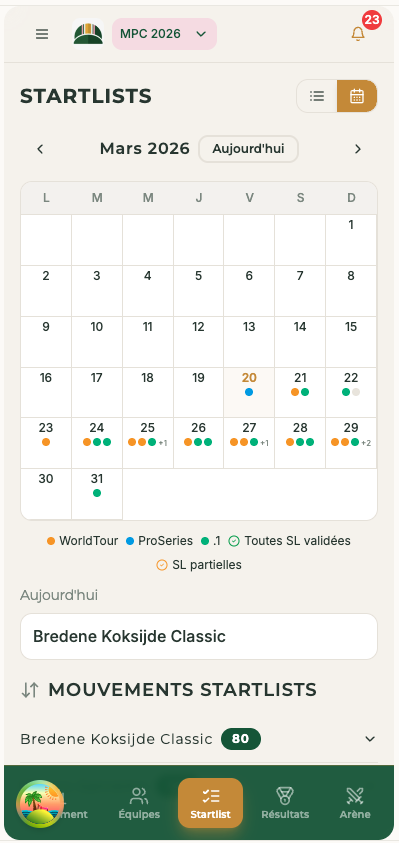 MPC 2026
23
STARTLISTS
Mars 2026 Aujourd'hui
L M M J V S D
1
2 3 4 5 6 7 8
9 10 11 12 13 14 15
16 17 18 19 20 21 22
23 24 25 26 27 28 29
+1 +1 +2
30 31
WorldTour ProSeries .1 Toutes SL validées
SL partielles
Aujourd'hui
Bredene Koksijde Classic
MOUVEMENTS STARTLISTS
Bredene Koksijde Classic 80
Équipes Startlist Résultats Arène